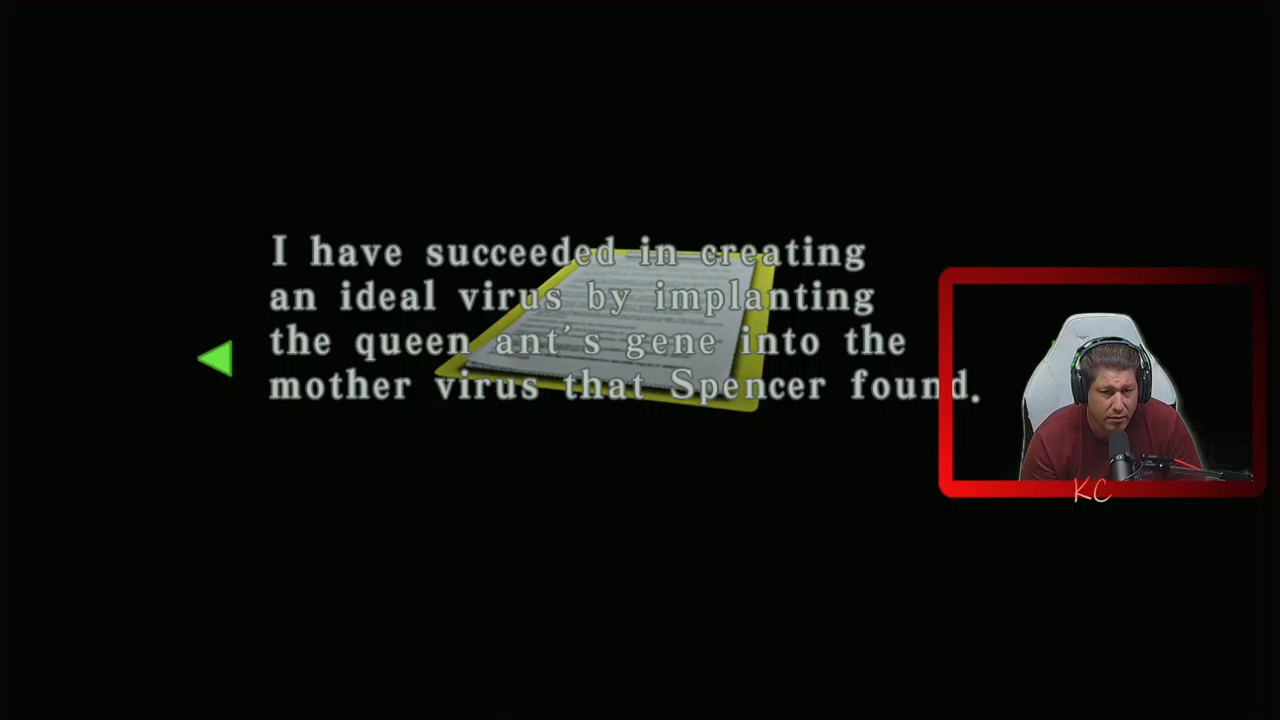 I have succeeded in creating
an ideal virus by implanting
the queen ant's gene into the
mother virus that Spencer found.
KC